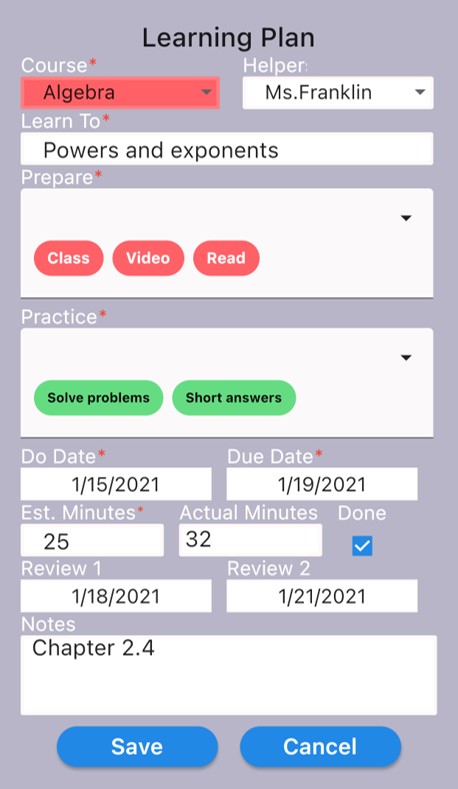 Learning Plan
Course* Helper:
Algebra Ms.Franklin
Learn To*
Powers and exponents
Prepare*
Class Video Read
Practice*
Solve problems Short answers
Do Date* Due Date*
1/15/2021 1/19/2021
Est. Minutes* Actual Minutes Done
25 32
Review 1 Review 2
1/18/2021 1/21/2021
Notes
Chapter 2.4
Save Cancel